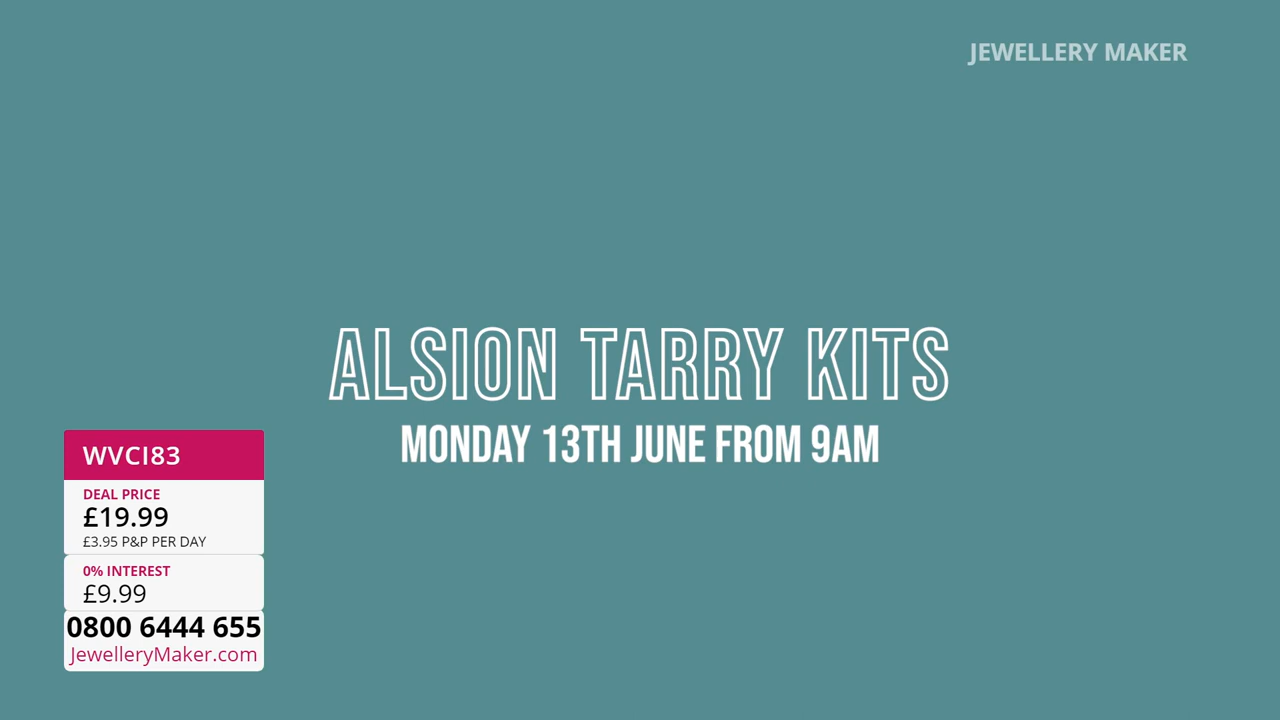 JEWELLERY MAKER
ALSION TARRY KITS
MONDAY 13TH JUNE FROM 9AM
WVCI83
DEAL PRICE
£19.99
£3.95 P&P PER DAY
0% INTEREST
£9.99
0800 6444 655
JewelleryMaker.com